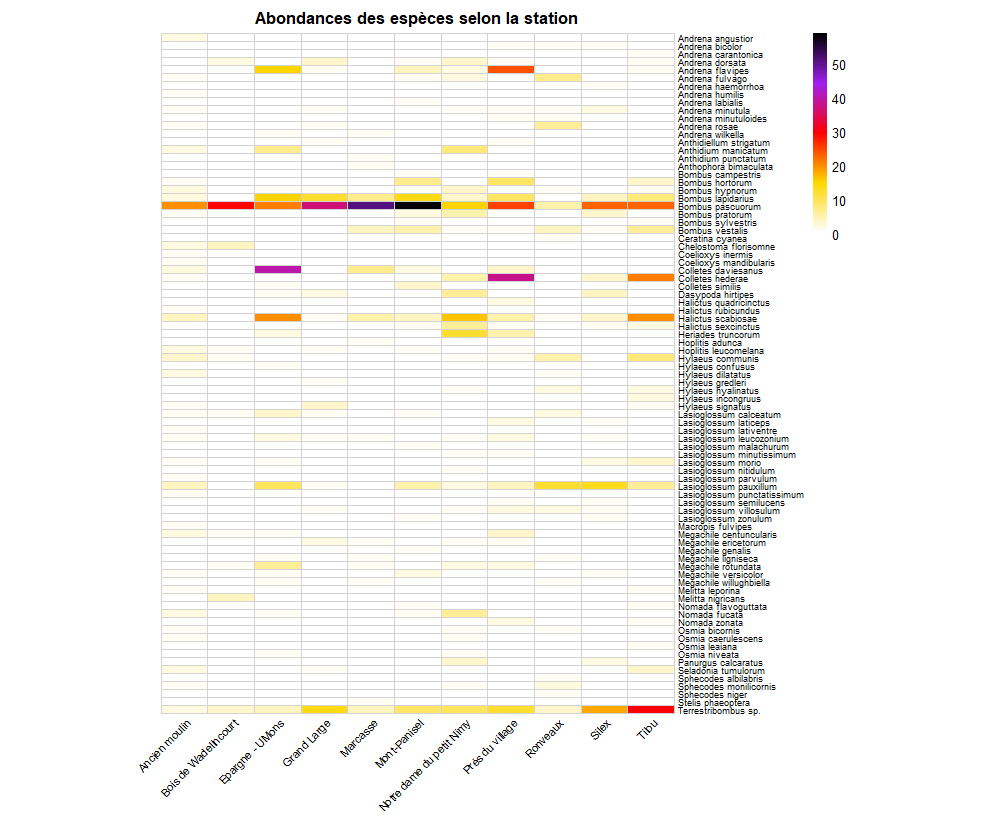 Abondances des espèces selon la station
Andrena angustior
Andrena bicolor
Andrena carantonica
Andrena dorsata
Andrena flavipes
Andrena fulvago
Andrena haemorrhoa
Andrena humilis
Andrena labialis
Andrena minutula
Andrena minutuloides
Andrena rosae
Andrena wilkella
Anthidiellum strigatum
Anthidium manicatum
Anthidium punctatum
Anthophora bimaculata
Bombus campestris
Bombus hortorum
Bombus hypnorum
Bombus lapidarius
Bombus pascuorum
Bombus pratorum
Bombus sylvestris
Bombus vestalis
Ceratina cyanea
Chelostoma florisomne
Coelioxys inermis
Coelioxys mandibularis
Colletes daviesanus
Colletes hederae
Colletes similis
Dasypoda hirtipes
Halictus quadricinctus
Halictus rubicundus
Halictus scabiosae
Halictus sexcinctus
Heriades truncorum
Hoplitis adunca
Hoplitis leucomelana
Hylaeus communis
Hylaeus confusus
Hylaeus dilatatus
Hylaeus gredleri
Hylaeus hyalinatus
Hylaeus incongruus
Hylaeus signatus
Lasioglossum calceatum
Lasioglossum laticeps
Lasioglossum lativentre
Lasioglossum leucozonium
Lasioglossum malachurum
Lasioglossum minutissimum
Lasioglossum morio
Lasioglossum nitidulum
Lasioglossum parvulum
Lasioglossum pauxillum
Lasioglossum punctatissimum
Lasioglossum semilucens
Lasioglossum villosulum
Lasioglossum zonulum
Macropis fulvipes
Megachile centuncularis
Megachile ericetorum
Megachile genalis
Megachile ligniseca
Megachile rotundata
Megachile versicolor
Megachile willughbiella
Melitta leporina
Melitta nigricans
Nomada flavoguttata
Nomada fucata
Nomada zonata
Osmia bicornis
Osmia caerulescens
Osmia leaiana
Osmia niveata
Panurgus calcaratus
Seladonia tumulorum
Sphecodes albilabris
Sphecodes monilicornis
Sphecodes niger
Stelis phaeoptera
Terrestribombus sp.
50
40
30
20
10
0
Ancien moulin
Bois de Wadelincourt
Epargne - UMons
Grand Large
Marcasse
Mont-Panisel
Notre dame du petit Nimy
Prés du village
Ronveaux
Silex
Tibu